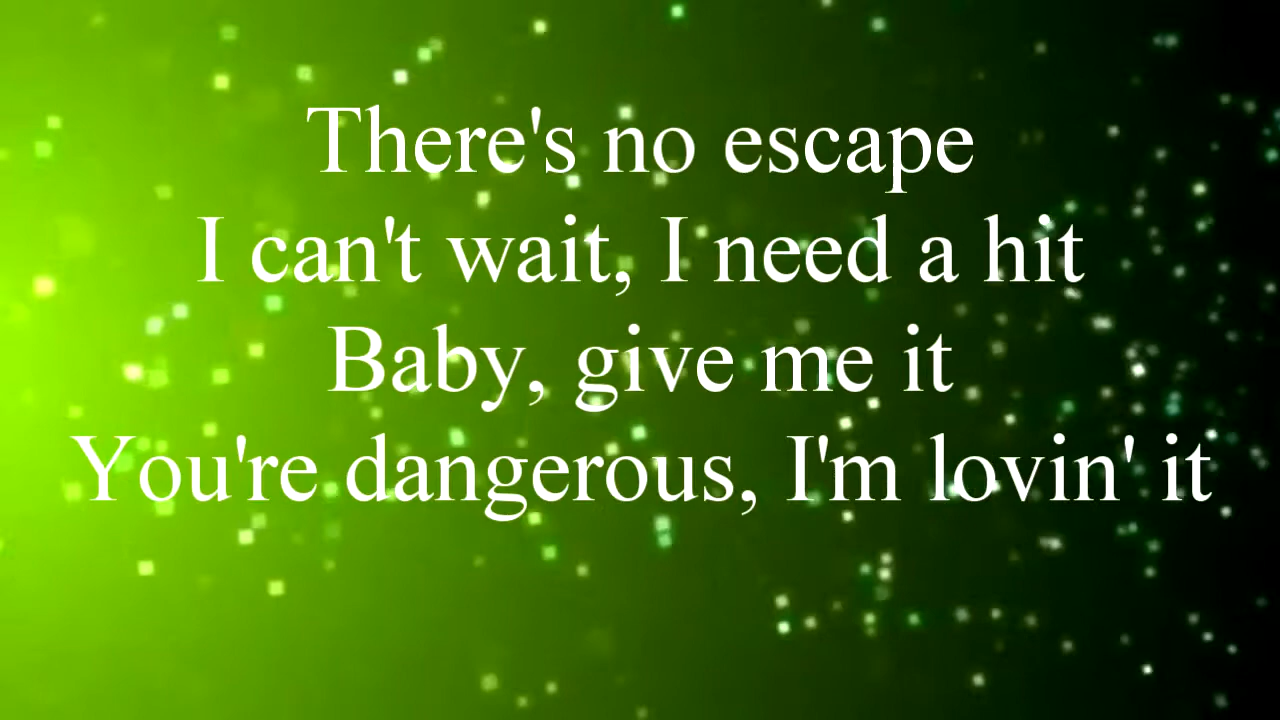 There's no escape
I can't wait, I need a hit
Baby, give me it
You're dangerous, I'm lovin' it